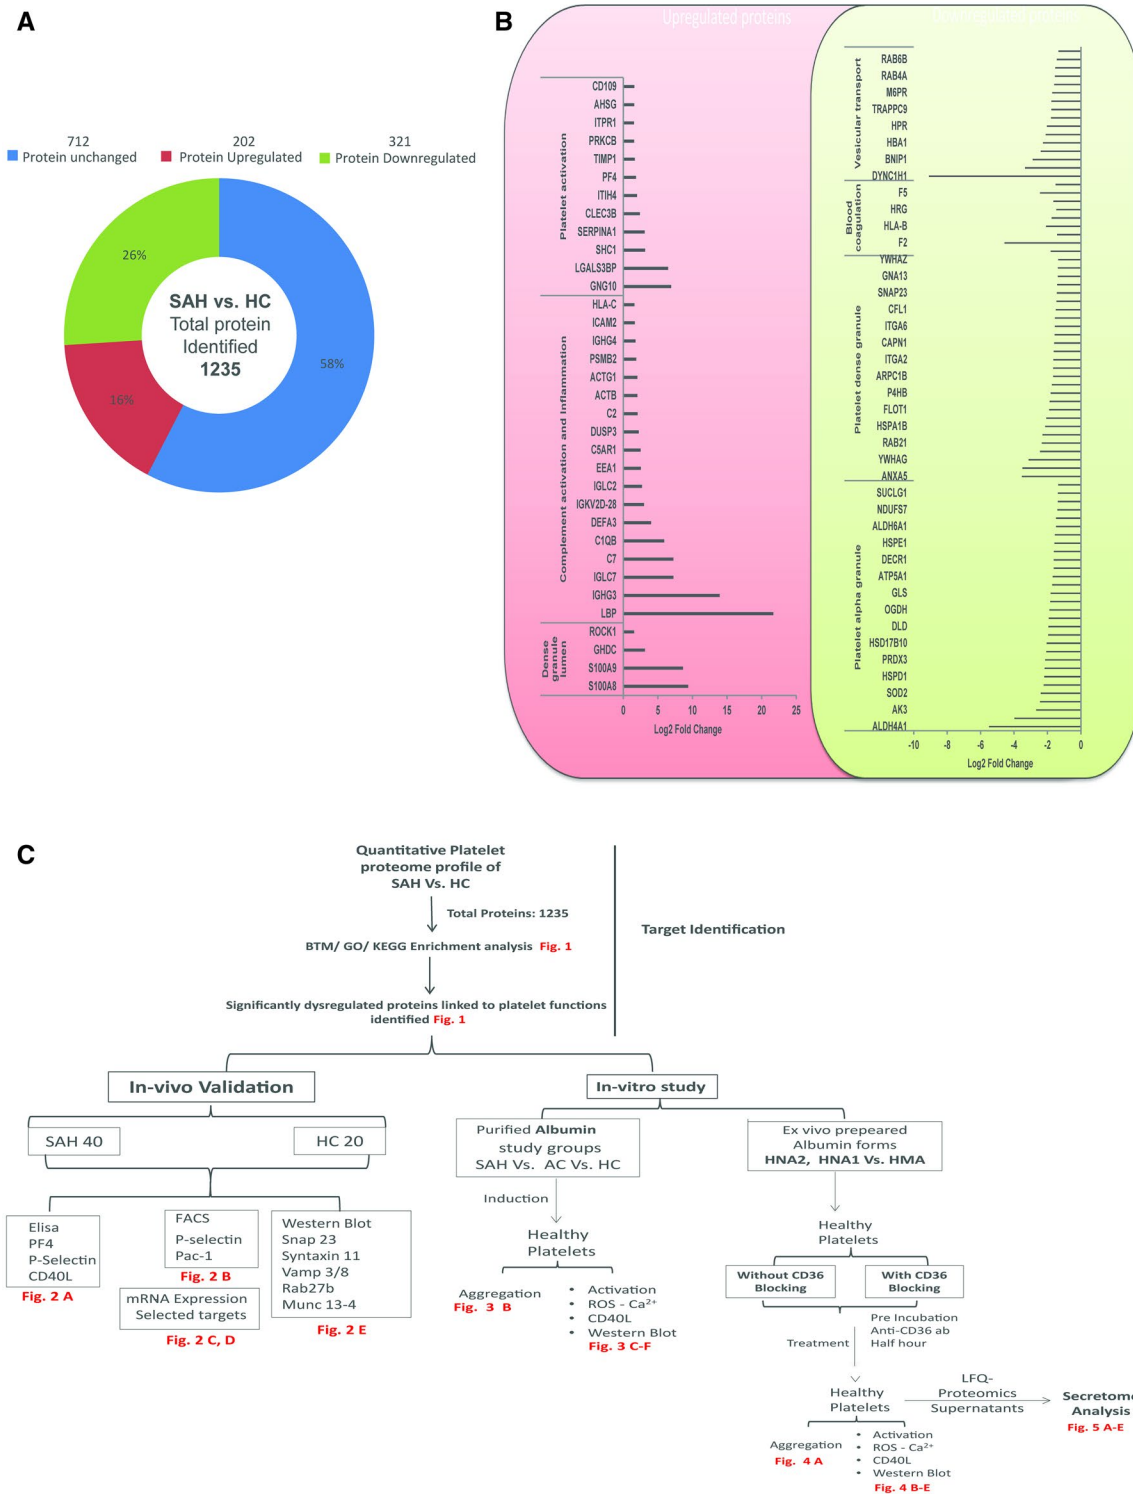 A
712
202
321
Protein unchanged
Protein Upregulated
Protein Downregulated
26%
16%
58%
SAH vs. HC
Total protein
Identified
1235
B
Upregulated proteins
Downregulated proteins
Platelet activation
CD109
AHSG
ITPR1
PRKCB
TIMP1
PF4
ITIH4
CLEC3B
SERPINA1
SHC1
LGALS3BP
GNG10
Complement activation and Inflammation
HLA-C
ICAM2
IGHG4
PSMB2
ACTG1
ACTB
C2
DUSP3
C5AR1
EEA1
IGLC2
IGKV2D-28
DEFA3
C1QB
C7
IGLC7
IGHG3
LBP
Dense
granule
lumen
ROCK1
GHDC
S100A9
S100A8
0 5 10 15 20 25
Log2 Fold Change
Vesicular transport
RAB6B
RAB4A
M6PR
TRAPPC9
HPR
HBA1
BNIP1
DYNC1H1
Blood
coagulation
F5
HRG
HLA-B
F2
Platelet dense granule
YWHAZ
GNA13
SNAP23
CFL1
ITGA6
CAPN1
ITGA2
ARPC1B
P4HB
FLOT1
HSPA1B
RAB21
YWHAG
ANXA5
Platelet alpha granule
SUCLG1
NDUFS7
ALDH6A1
HSPE1
DECR1
ATP5A1
GLS
OGDH
DLD
HSD17B10
PRDX3
HSPD1
SOD2
AK3
ALDH4A1
-10 -8 -6 -4 -2 0
Log2 Fold Change
C
Quantitative Platelet
proteome profile of
SAH Vs. HC
Total Proteins: 1235
BTM/ GO/ KEGG Enrichment analysis Fig. 1
Significantly dysregulated proteins linked to platelet functions
identified Fig. 1
Target Identification
In-vivo Validation
SAH 40
HC 20
Elisa
PF4
P-Selectin
CD40L
Fig. 2 A
FACS
P-selectin
Pac-1
Fig. 2 B
mRNA Expression
Selected targets
Fig. 2 C, D
Western Blot
Snap 23
Syntaxin 11
Vamp 3/8
Rab27b
Munc 13-4
Fig. 2 E
In-vitro study
Purified Albumin
study groups
SAH Vs. AC Vs. HC
Induction
Healthy
Platelets
Aggregation
Fig. 3 B
• Activation
• ROS - Ca²⁺
• CD40L
• Western Blot
Fig. 3 C-F
Ex vivo prepeared
Albumin forms
HNA2, HNA1 Vs. HMA
Healthy
Platelets
Without CD36
Blocking
With CD36
Blocking
Pre Incubation
Anti-CD36 ab
Half hour
Treatment
Healthy
Platelets
LFQ-
Proteomics
Supernatants
Secretome
Analysis
Fig. 5 A-E
Aggregation
Fig. 4 A
• Activation
• ROS - Ca²⁺
• CD40L
• Western Blot
Fig. 4 B-E